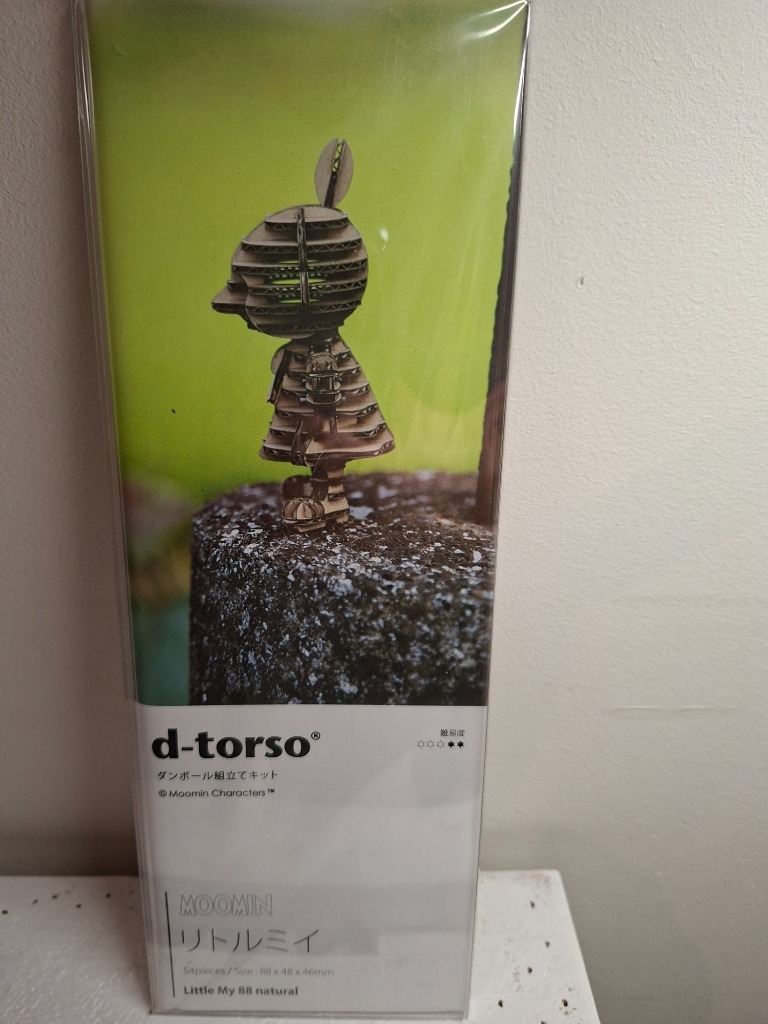 d-torso®
難易度
☆☆☆★★
ダンボール組立てキット
© Moomin Characters™
MOOMIN
リトルミイ
54pieces / Size : 88 x 48 x 46mm
Little My 88 natural